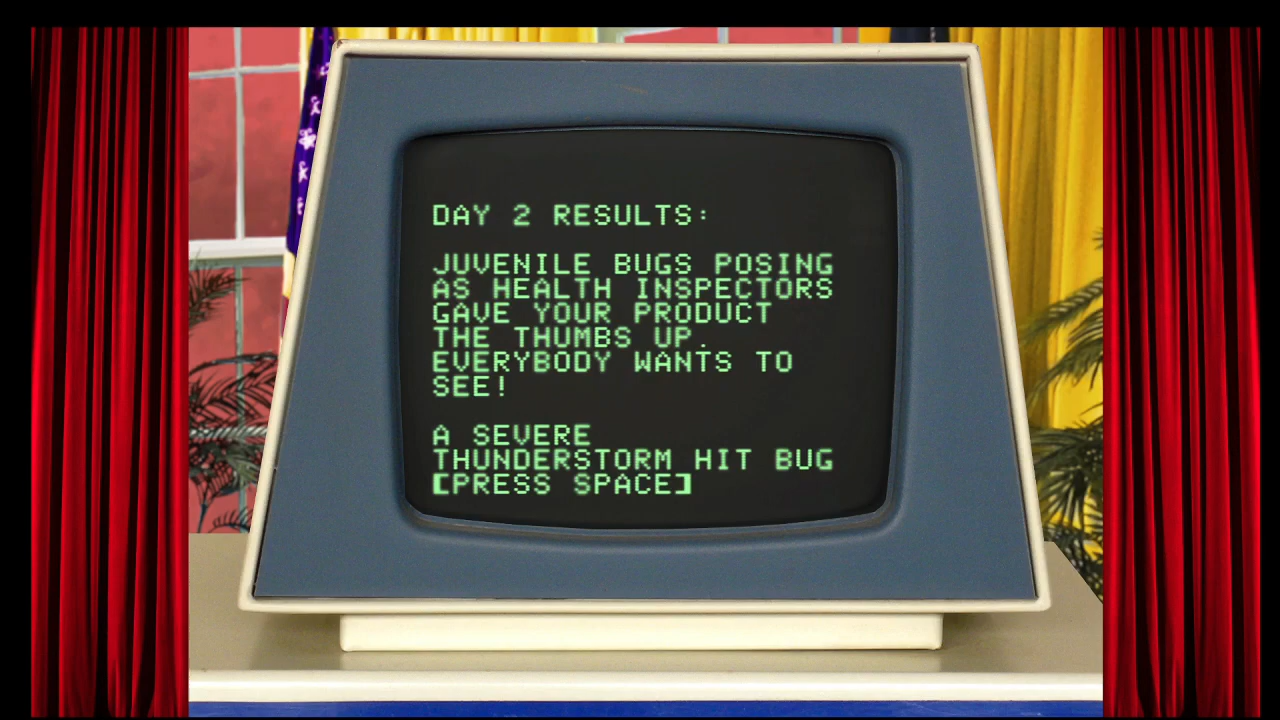 DAY 2 RESULTS:
JUVENILE BUGS POSING
AS HEALTH INSPECTORS
GAVE YOUR PRODUCT
THE THUMBS UP.
EVERYBODY WANTS TO
SEE!
A SEVERE
THUNDERSTORM HIT BUG
[PRESS SPACE]